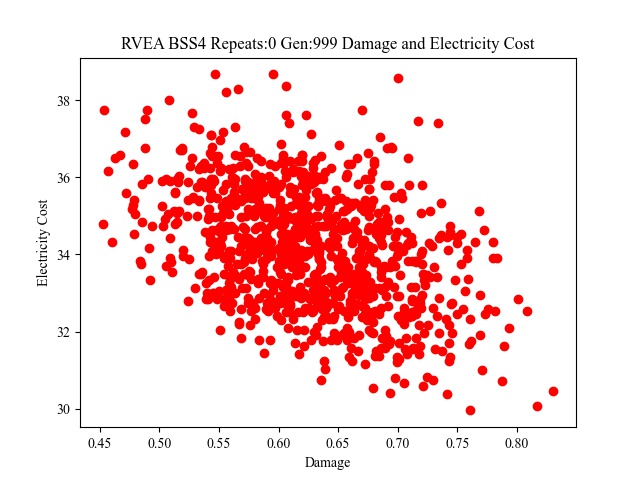 RVEA BSS4 Repeats:0 Gen:999 Damage and Electricity Cost
Electricity Cost
38
36
34
32
30
0.45 0.50 0.55 0.60 0.65 0.70 0.75 0.80
Damage